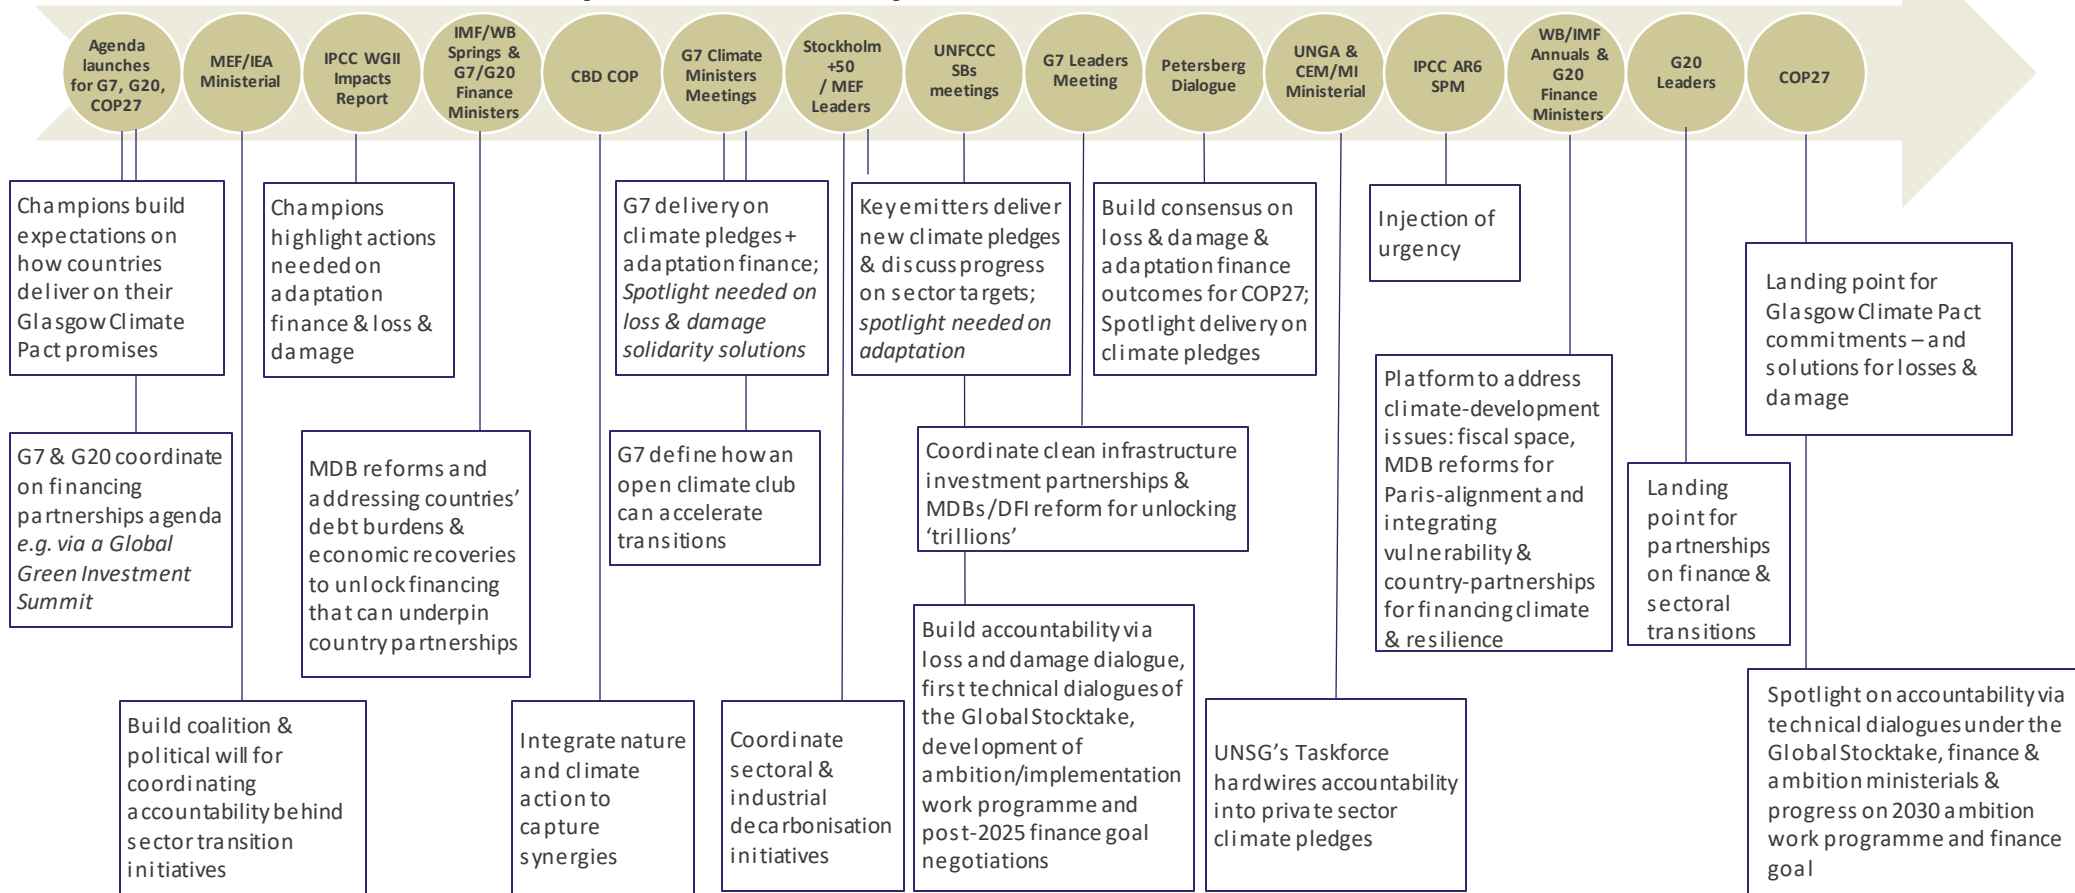 Agenda
launches
for G7, G20,
COP27
MEF/IEA
Ministerial
IPCC WGII
Impacts
Report
IMF/WB
Springs &
G7/G20
Finance
Ministers
CBD COP
G7 Climate
Ministers
Meetings
Stockholm
+50
/ MEF
Leaders
UNFCCC
SBs
meetings
G7 Leaders
Meeting
Petersberg
Dialogue
UNGA &
CEM/MI
Ministerial
IPCC AR6
SPM
WB/IMF
Annuals &
G20
Finance
Ministers
G20
Leaders
COP27
Champions build
expectations on
how countries
deliver on their
Glasgow Climate
Pact promises
Champions
highlight actions
needed on
adaptation
finance & loss &
damage
G7 delivery on
climate pledges +
adaptation finance;
Spotlight needed on
loss & damage
solidarity solutions
Key emitters deliver
new climate pledges
& discuss progress
on sector targets;
spotlight needed on
adaptation
Build consensus on
loss & damage &
adaptation finance
outcomes for COP27;
Spotlight delivery on
climate pledges
Injection of
urgency
Landing point for
Glasgow Climate Pact
commitments – and
solutions for losses &
damage
G7 & G20 coordinate
on financing
partnerships agenda
e.g. via a Global
Green Investment
Summit
MDB reforms and
addressing countries'
debt burdens &
economic recoveries
to unlock financing
that can underpin
country partnerships
G7 define how an
open climate club
can accelerate
transitions
Coordinate clean infrastructure
investment partnerships &
MDBs/DFI reform for unlocking
'trillions'
Platform to address
climate-development
issues: fiscal space,
MDB reforms for
Paris-alignment and
integrating
vulnerability &
country-partnerships
for financing climate
& resilience
Landing
point for
partnerships
on finance &
sectoral
transitions
Build coalition &
political will for
coordinating
accountability behind
sector transition
initiatives
Integrate nature
and climate
action to
capture
synergies
Coordinate
sectoral &
industrial
decarbonisation
initiatives
Build accountability via
loss and damage dialogue,
first technical dialogues of
the Global Stocktake,
development of
ambition/implementation
work programme and
post-2025 finance goal
negotiations
UNSG's Taskforce
hardwires accountability
into private sector
climate pledges
Spotlight on accountability via
technical dialogues under the
Global Stocktake, finance &
ambition ministerials &
progress on 2030 ambition
work programme and finance
goal